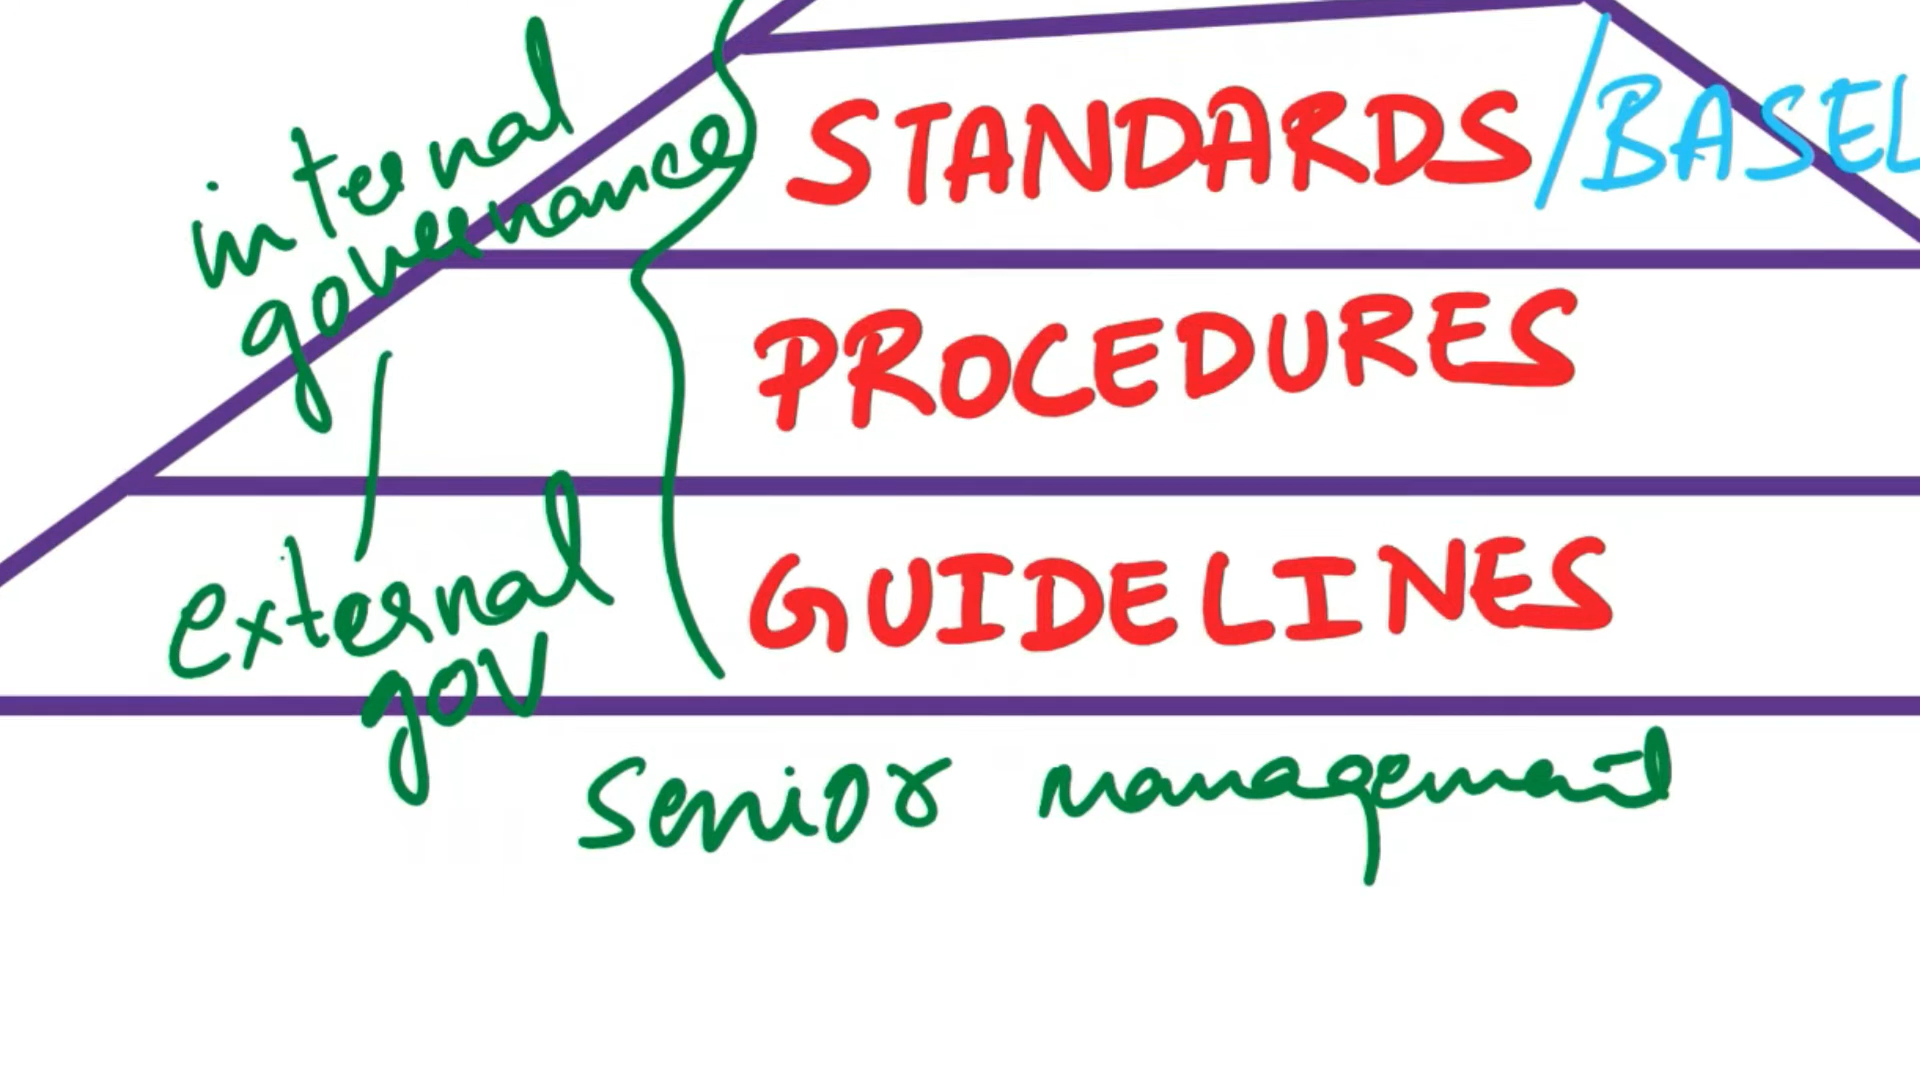 STANDARDS/BASEL
internal
governance
PROCEDURES
GUIDELINES
external
gov
Senior management